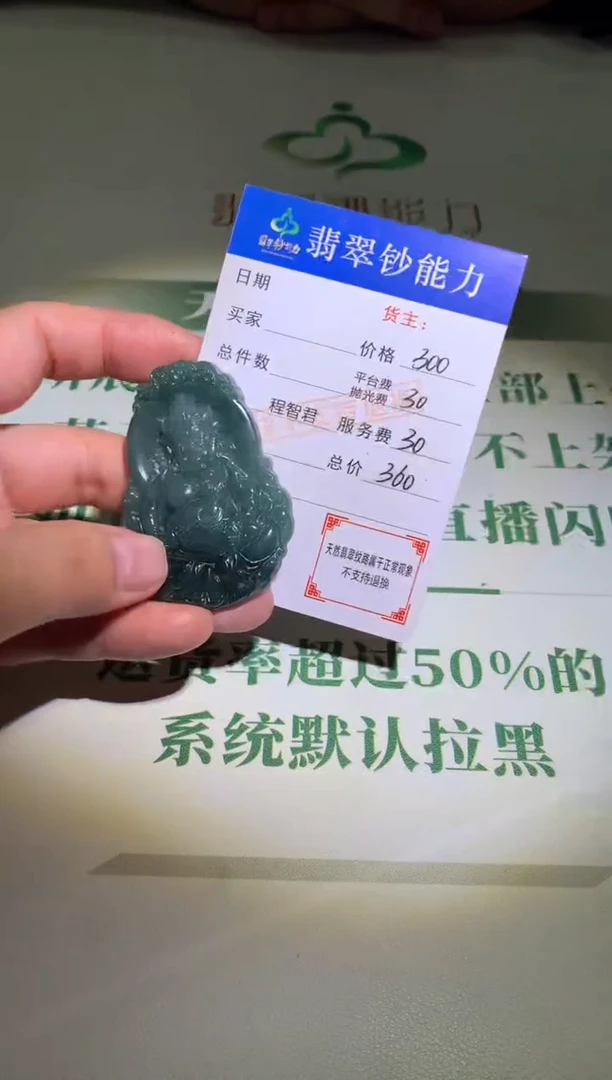 翡翠钞能力
日期
货主：
买家 价格 300
总件数 平台费
抛光费 30
程智君 服务费 30
总价 360
天然翡翠纹路属于正常现象
不支持退换
部上
不上架
直播闪
退货率超过50%的
系统默认拉黑